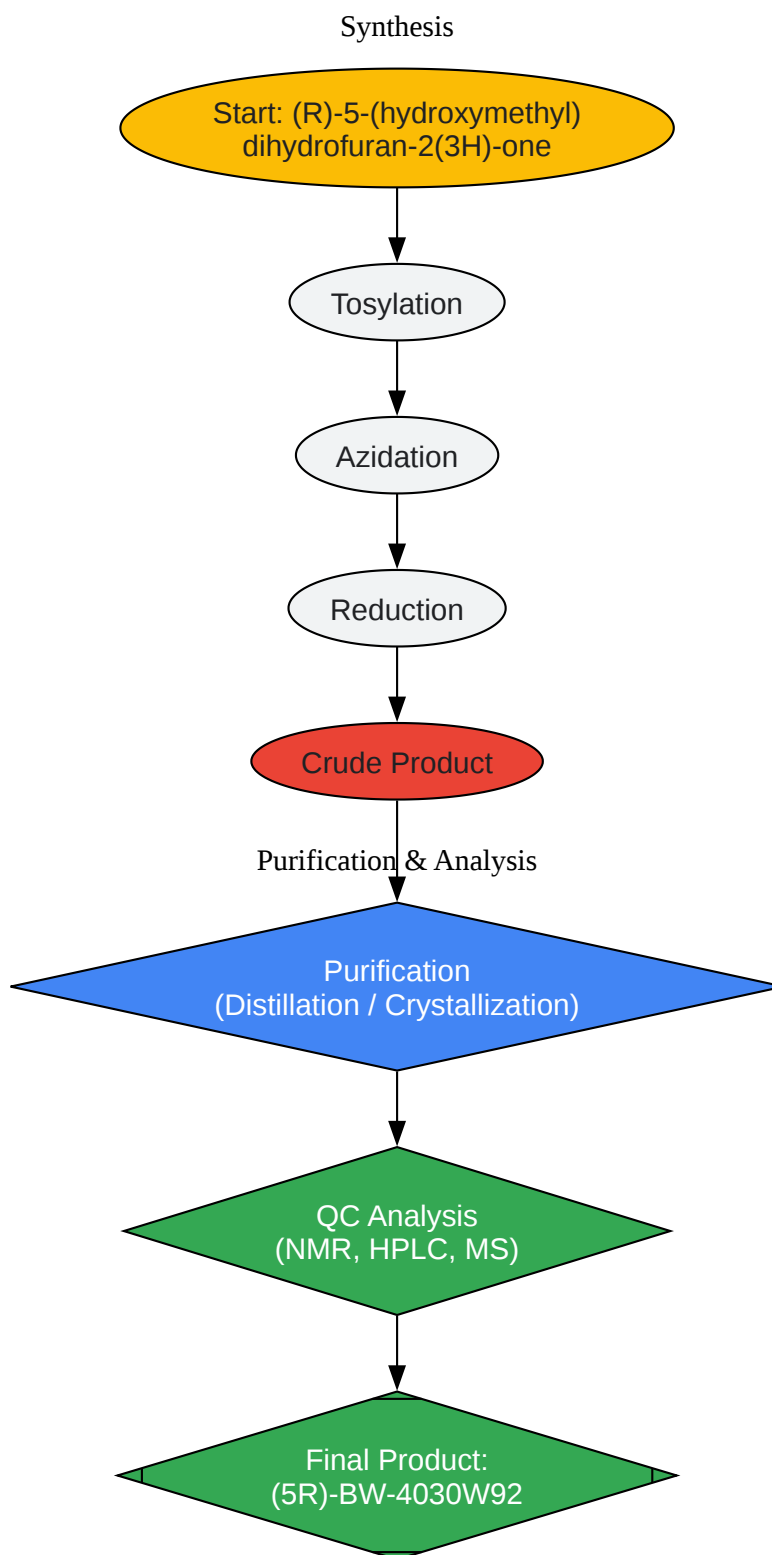 Synthesis
Start: (R)-5-(hydroxymethyl)
dihydrofuran-2(3H)-one
Tosylation
Azidation
Reduction
Crude Product
Purification & Analysis
Purification
(Distillation / Crystallization)
QC Analysis
(NMR, HPLC, MS)
Final Product:
(5R)-BW-4030W92